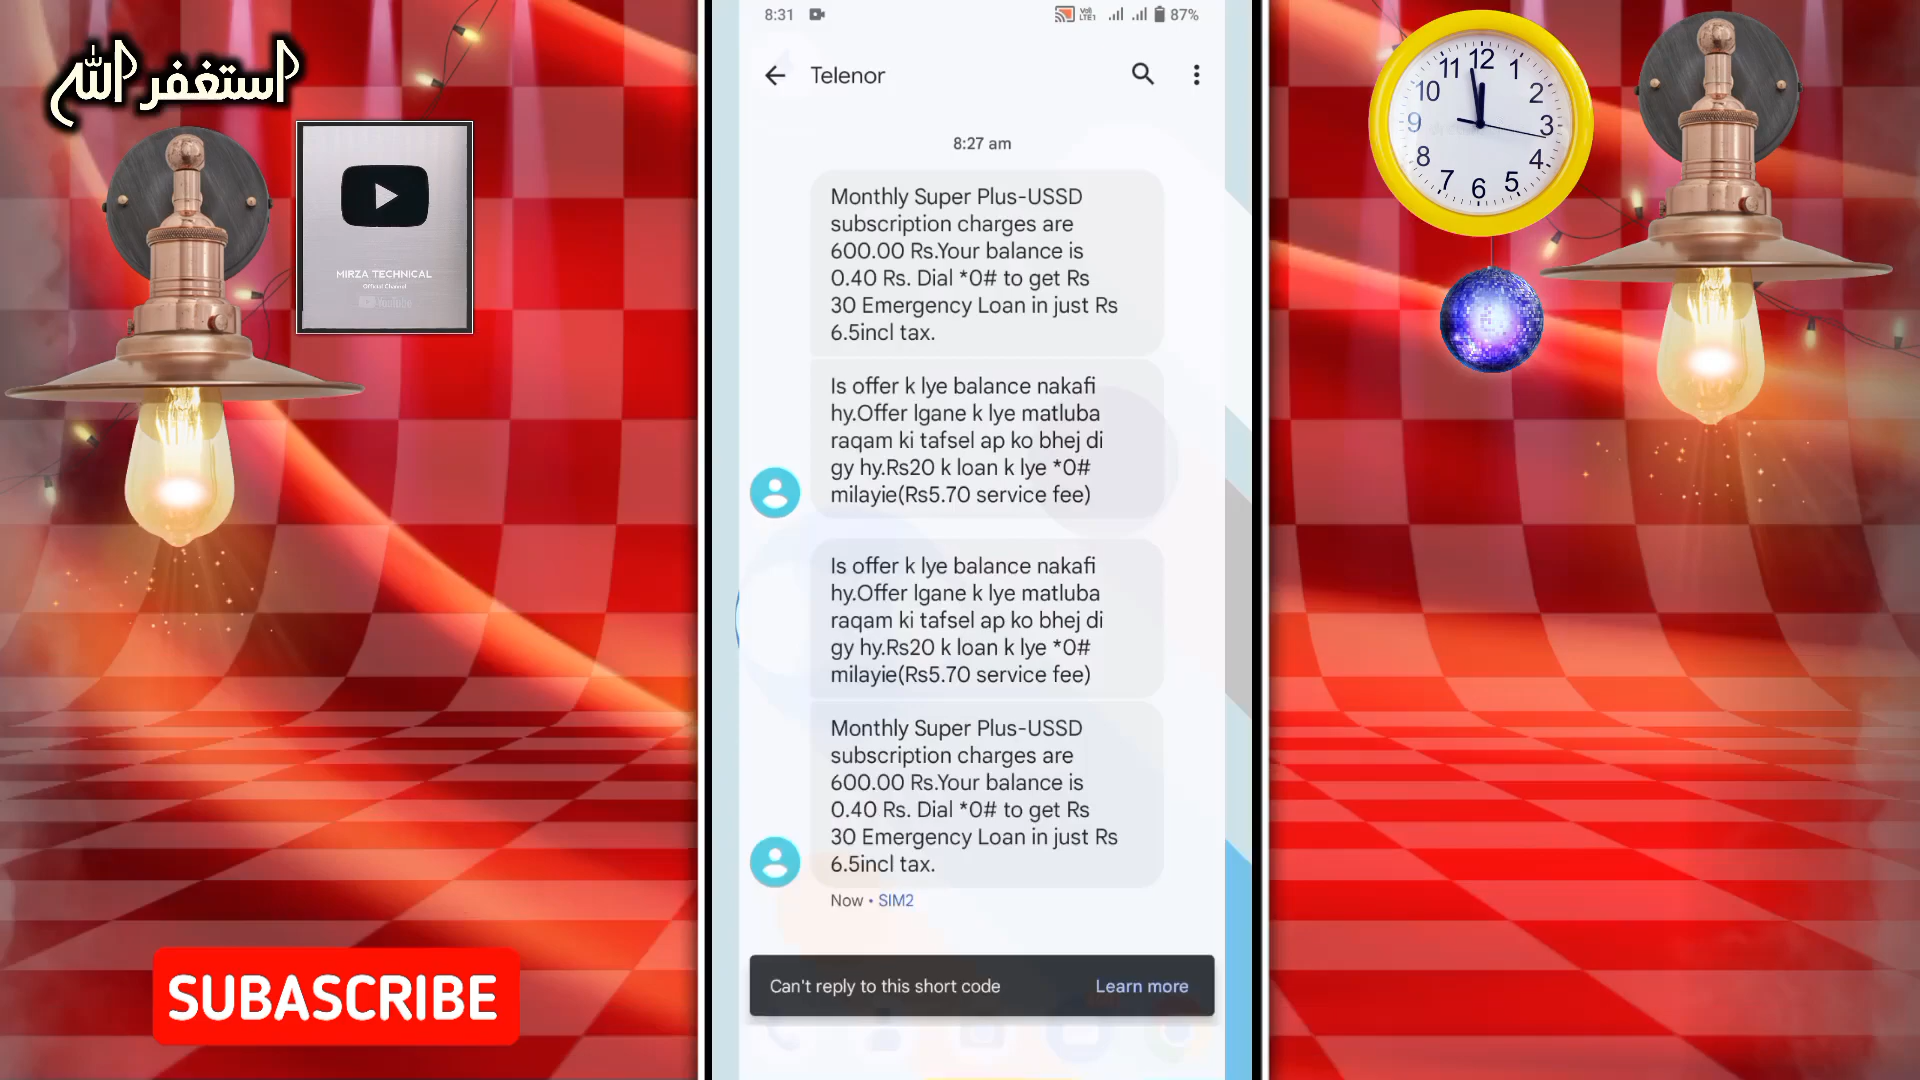 استغفر الله
MIRZA TECHNICAL
Official Channel
YouTube
SUBASCRIBE
8:31
87%
Telenor
8:27 am
Monthly Super Plus-USSD
subscription charges are
600.00 Rs.Your balance is
0.40 Rs. Dial *0# to get Rs
30 Emergency Loan in just Rs
6.5incl tax.
Is offer k lye balance nakafi
hy.Offer lgane k lye matluba
raqam ki tafsel ap ko bhej di
gy hy.Rs20 k loan k lye *0#
milayie(Rs5.70 service fee)
Is offer k lye balance nakafi
hy.Offer lgane k lye matluba
raqam ki tafsel ap ko bhej di
gy hy.Rs20 k loan k lye *0#
milayie(Rs5.70 service fee)
Monthly Super Plus-USSD
subscription charges are
600.00 Rs.Your balance is
0.40 Rs. Dial *0# to get Rs
30 Emergency Loan in just Rs
6.5incl tax.
Now • SIM2
Can't reply to this short code
Learn more
12
1
2
3
4
5
6
7
8
9
10
11